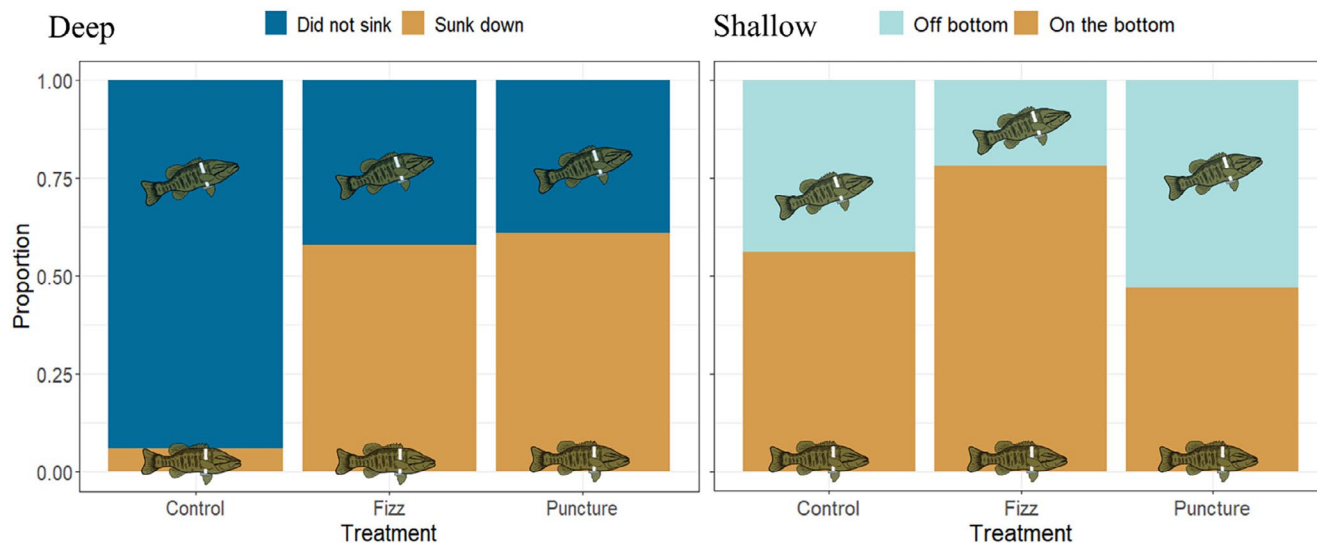 Deep
Did not sink
Sunk down
Shallow
Off bottom
On the bottom
Proportion
1.00
0.75
0.50
0.25
0.00
Control
Fizz
Puncture
Treatment
Control
Fizz
Puncture
Treatment